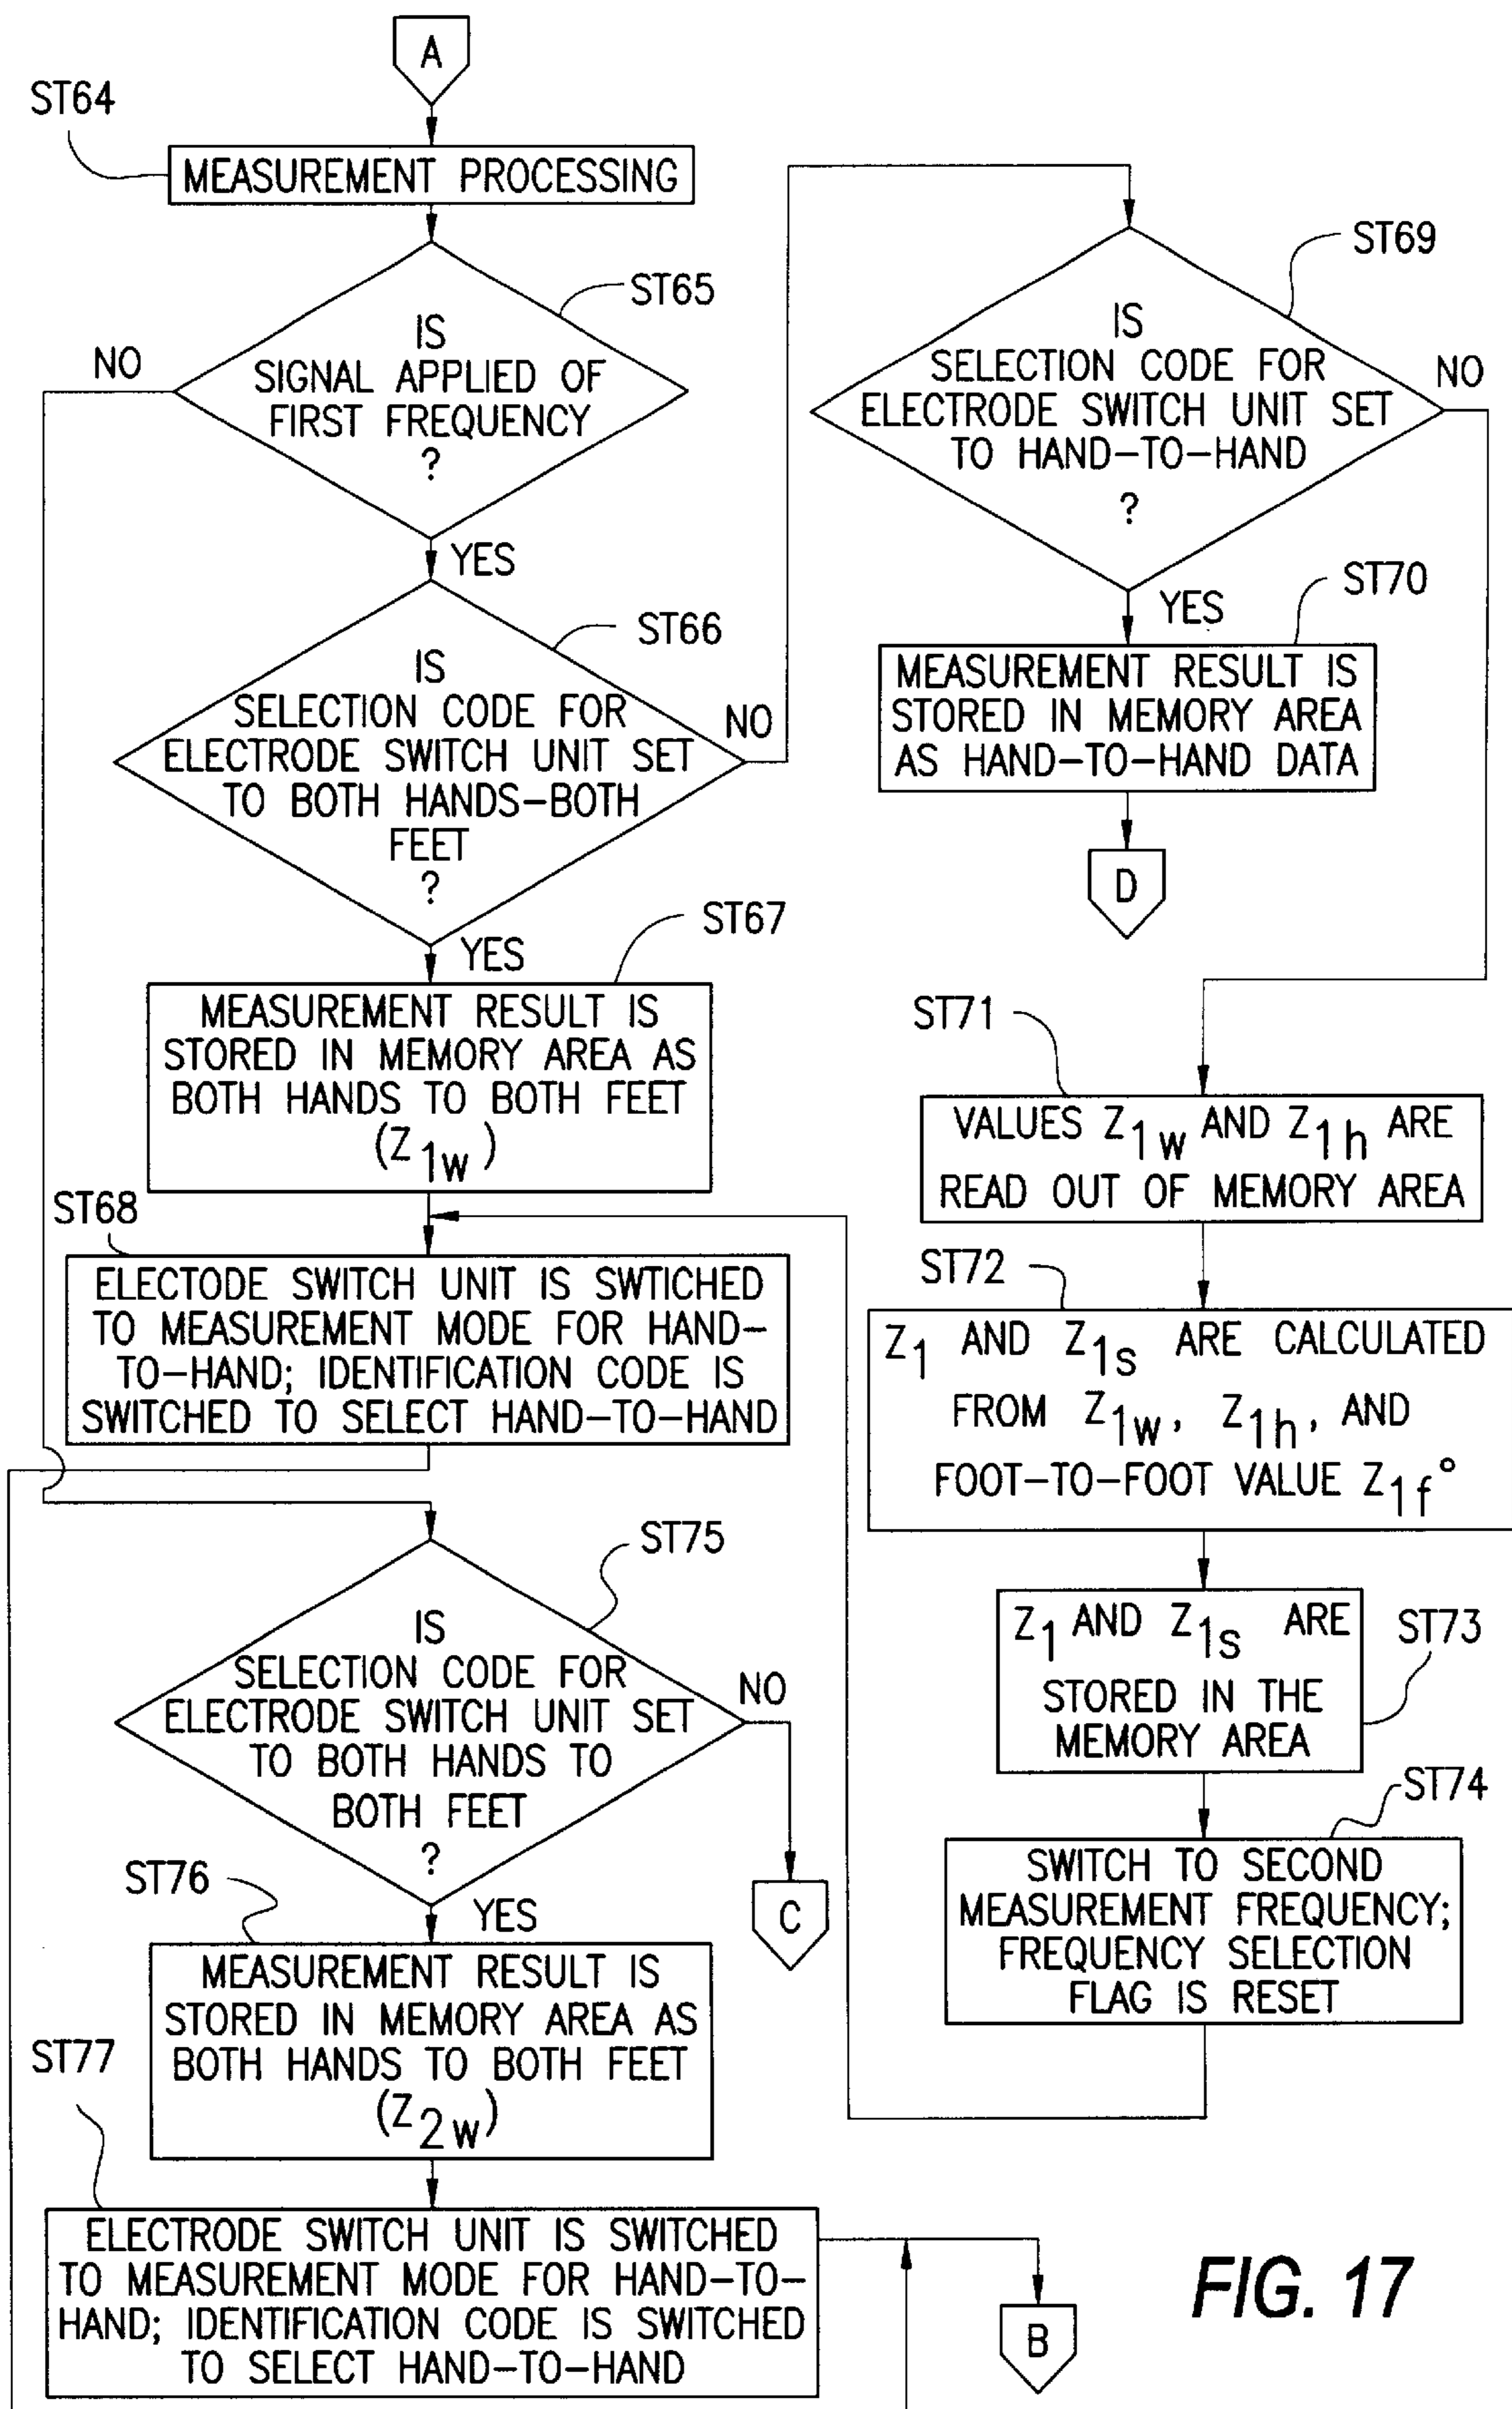 A
ST64
MEASUREMENT PROCESSING
ST65
IS
SIGNAL APPLIED OF
FIRST FREQUENCY
?
NO
YES
ST66
IS
SELECTION CODE FOR
ELECTRODE SWITCH UNIT SET
TO BOTH HANDS-BOTH
FEET
?
NO
YES
ST67
MEASUREMENT RESULT IS
STORED IN MEMORY AREA AS
BOTH HANDS TO BOTH FEET
(Z1w)
ST68
ELECTODE SWITCH UNIT IS SWTICHED
TO MEASUREMENT MODE FOR HAND-
TO-HAND; IDENTIFICATION CODE IS
SWITCHED TO SELECT HAND-TO-HAND
ST69
IS
SELECTION CODE FOR
ELECTRODE SWITCH UNIT SET
TO HAND-TO-HAND
?
NO
YES
ST70
MEASUREMENT RESULT IS
STORED IN MEMORY AREA
AS HAND-TO-HAND DATA
D
ST71
VALUES Z1w AND Z1h ARE
READ OUT OF MEMORY AREA
ST72
Z1 AND Z1s ARE CALCULATED
FROM Z1w, Z1h, AND
FOOT-TO-FOOT VALUE Z1f°
ST73
Z1 AND Z1s ARE
STORED IN THE
MEMORY AREA
ST74
SWITCH TO SECOND
MEASUREMENT FREQUENCY;
FREQUENCY SELECTION
FLAG IS RESET
ST75
IS
SELECTION CODE FOR
ELECTRODE SWITCH UNIT SET
TO BOTH HANDS TO
BOTH FEET
?
NO
C
YES
ST76
MEASUREMENT RESULT IS
STORED IN MEMORY AREA AS
BOTH HANDS TO BOTH FEET
(Z2w)
ST77
ELECTRODE SWITCH UNIT IS SWITCHED
TO MEASUREMENT MODE FOR HAND-TO-
HAND; IDENTIFICATION CODE IS SWITCHED
TO SELECT HAND-TO-HAND
B
FIG. 17